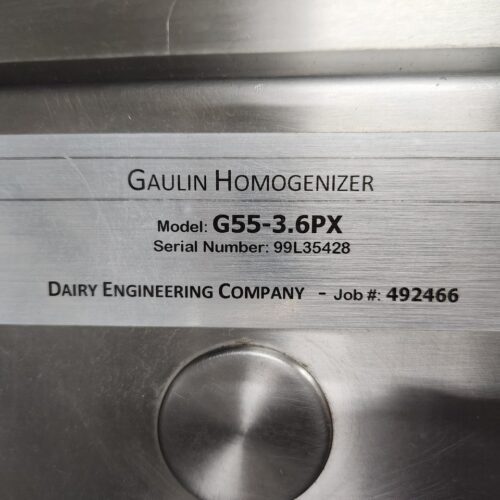 GAULIN HOMOGENIZER
Model: G55-3.6PX
Serial Number: 99L35428
DAIRY ENGINEERING COMPANY - Job #: 492466